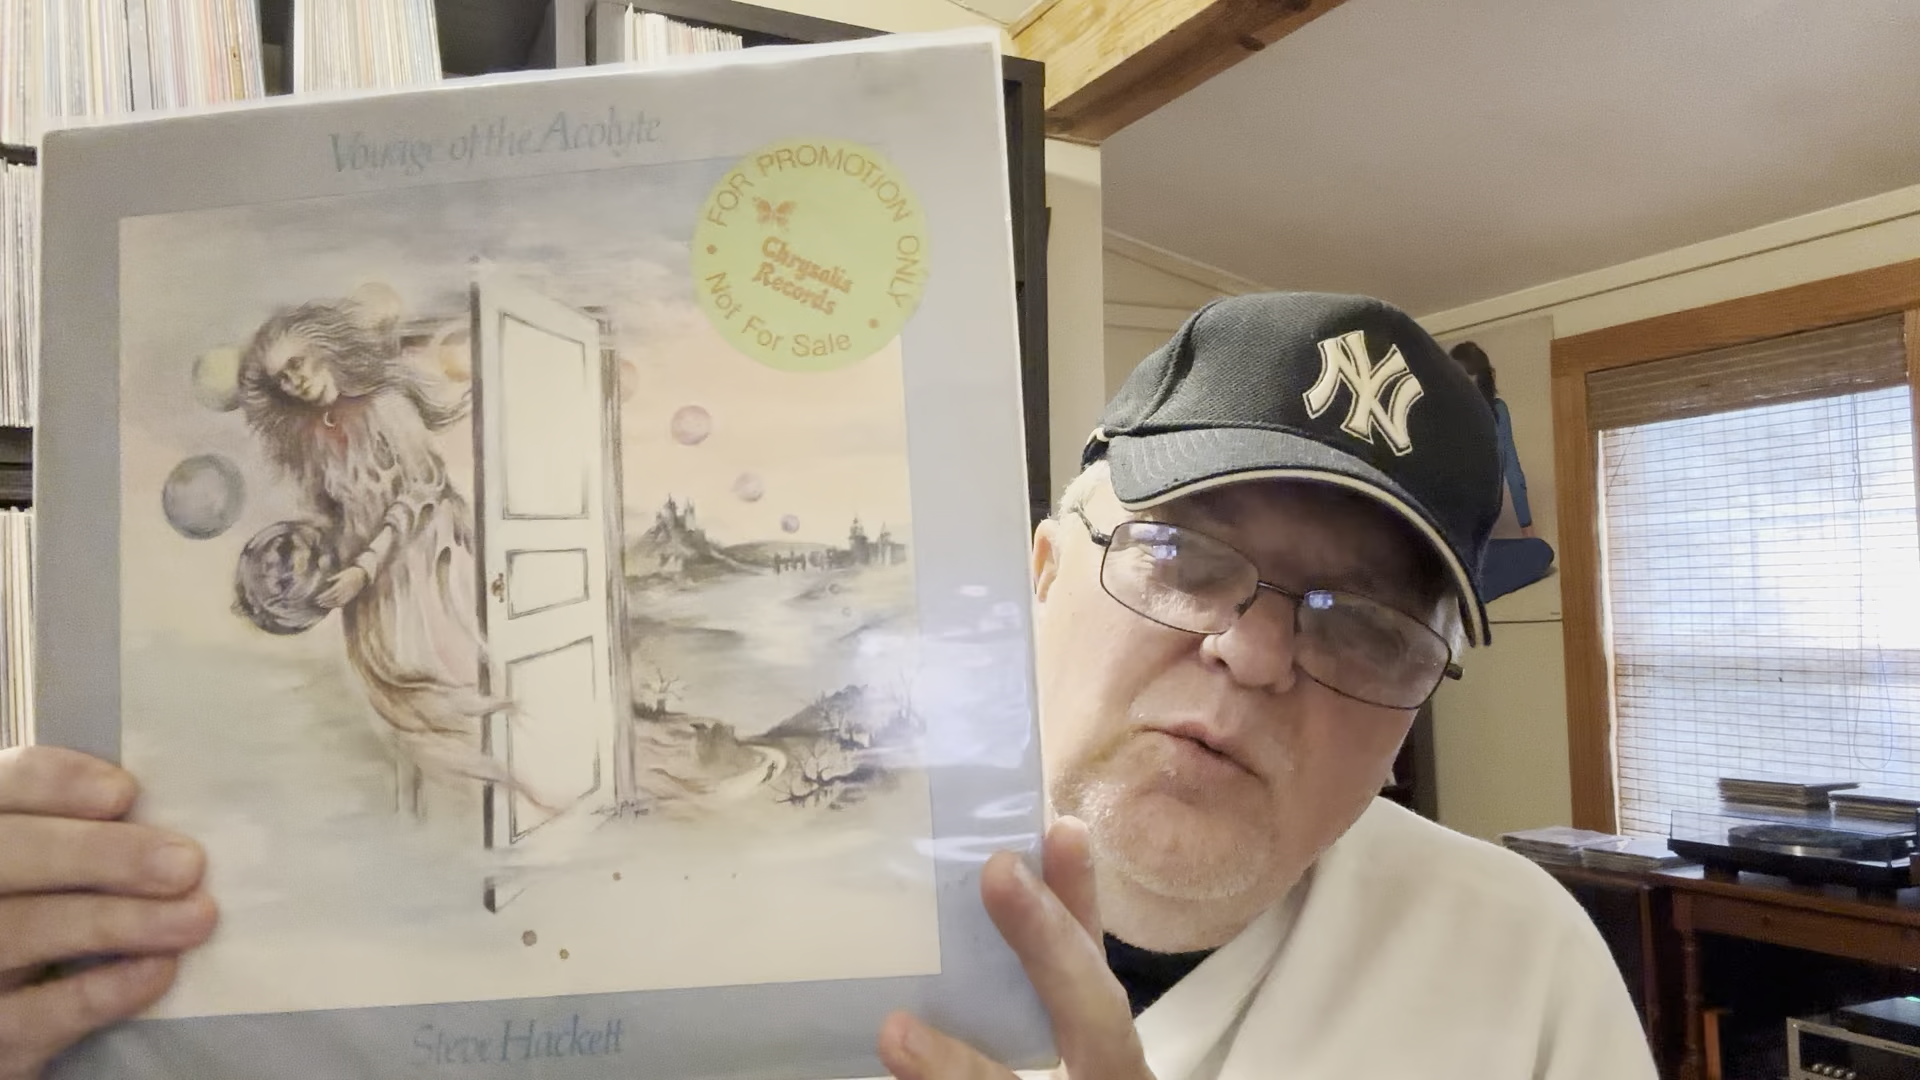 Voyage of the Acolyte
• FOR PROMOTION ONLY •
Chrysalis
Records
Not For Sale
NY
Steve Hackett